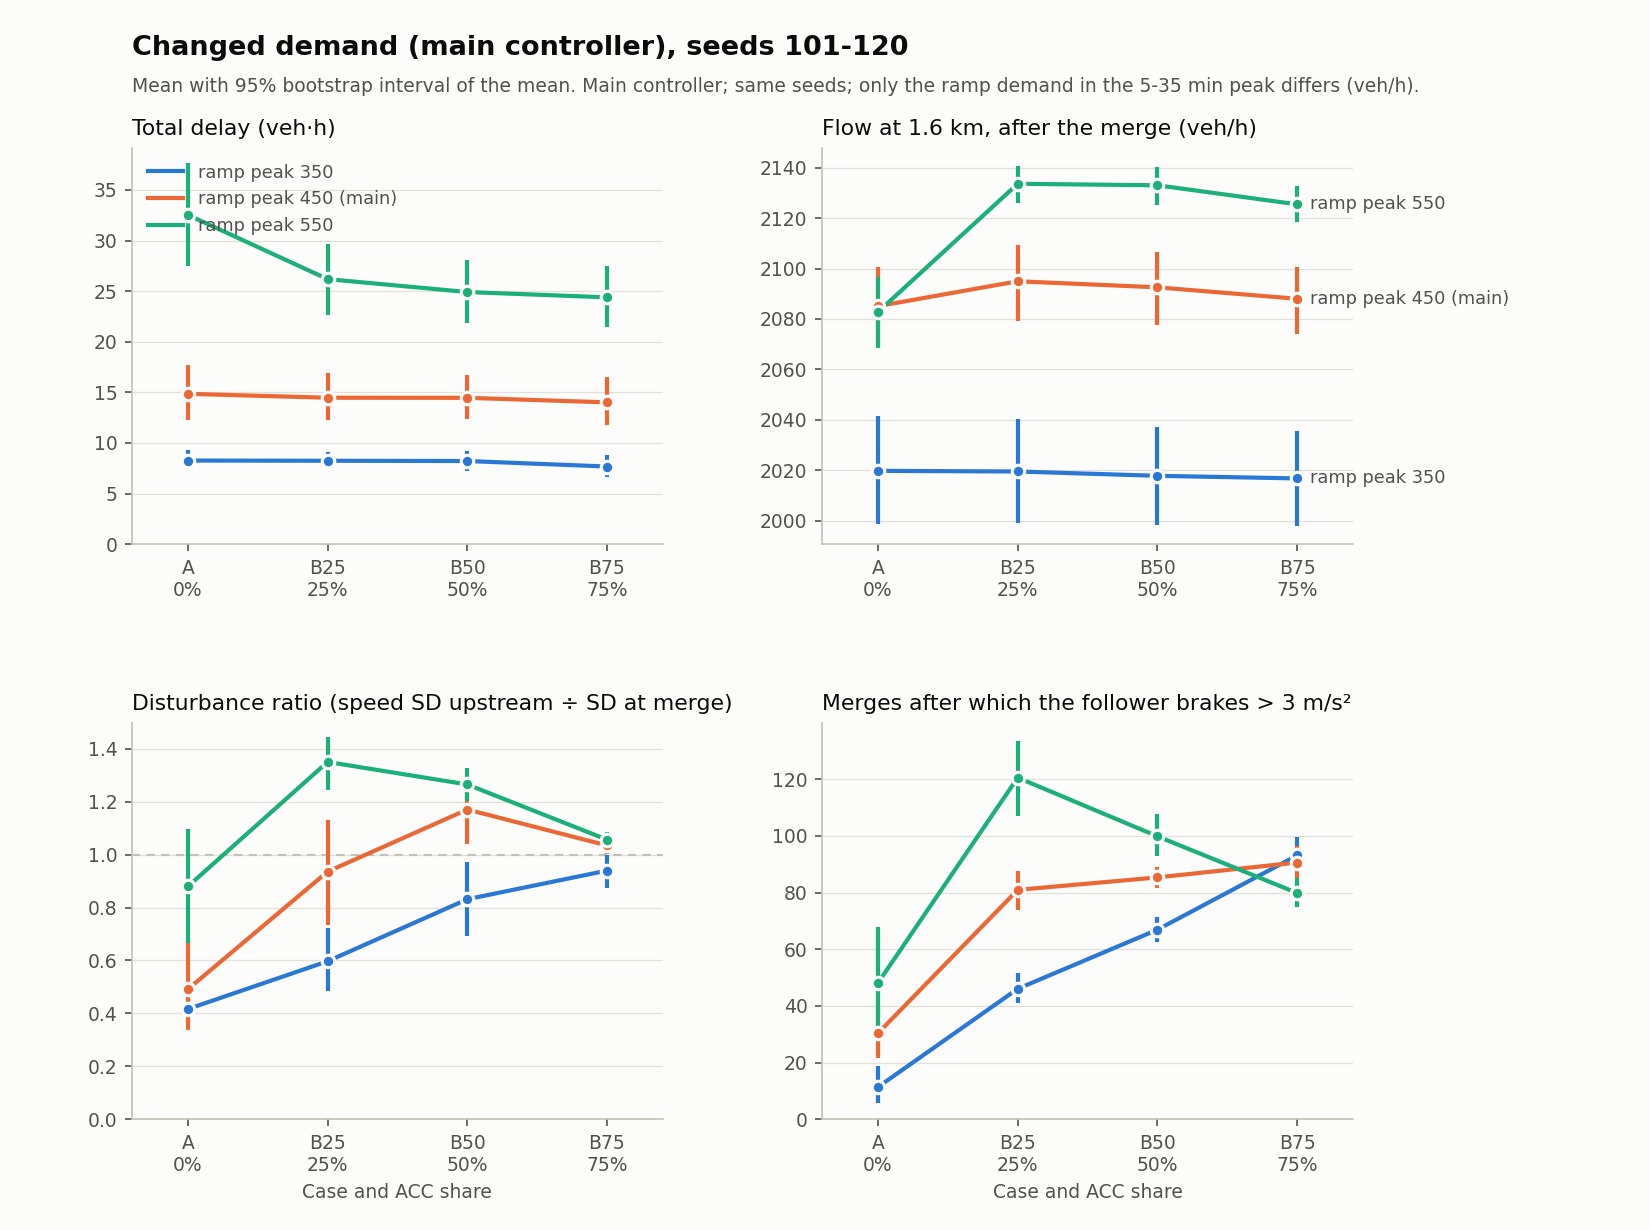 Changed demand (main controller), seeds 101-120
Mean with 95% bootstrap interval of the mean. Main controller; same seeds; only the ramp demand in the 5-35 min peak differs (veh/h).
Total delay (veh·h)
ramp peak 350
ramp peak 450 (main)
ramp peak 550
35
30
25
20
15
10
5
0
A
0%
B25
25%
B50
50%
B75
75%
Flow at 1.6 km, after the merge (veh/h)
2140
2120
2100
2080
2060
2040
2020
2000
ramp peak 550
ramp peak 450 (main)
ramp peak 350
A
0%
B25
25%
B50
50%
B75
75%
Disturbance ratio (speed SD upstream ÷ SD at merge)
1.4
1.2
1.0
0.8
0.6
0.4
0.2
0.0
A
0%
B25
25%
B50
50%
B75
75%
Case and ACC share
Merges after which the follower brakes > 3 m/s²
120
100
80
60
40
20
0
A
0%
B25
25%
B50
50%
B75
75%
Case and ACC share